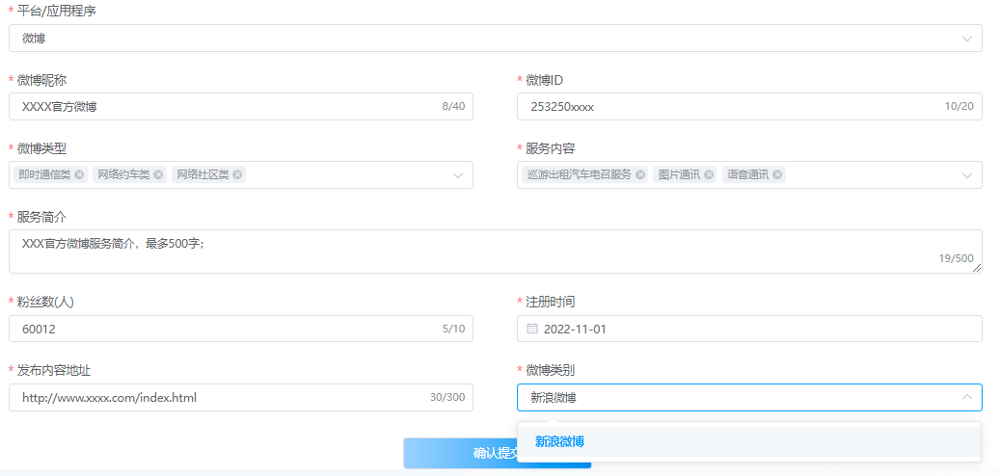 * 平台/应用程序
微博
* 微博昵称
* 微博ID
XXXX官方微博 8/40
253250xxxx 10/20
* 微博类型
* 服务内容
即时通信类 网络约车类 网络社区类
巡游出租汽车电召服务 图片通讯 语音通讯
* 服务简介
XXX官方微博服务简介，最多500字；
19/500
* 粉丝数(人)
* 注册时间
60012 5/10
2022-11-01
* 发布内容地址
* 微博类别
http://www.xxxx.com/index.html 30/300
新浪微博
新浪微博
确认提交